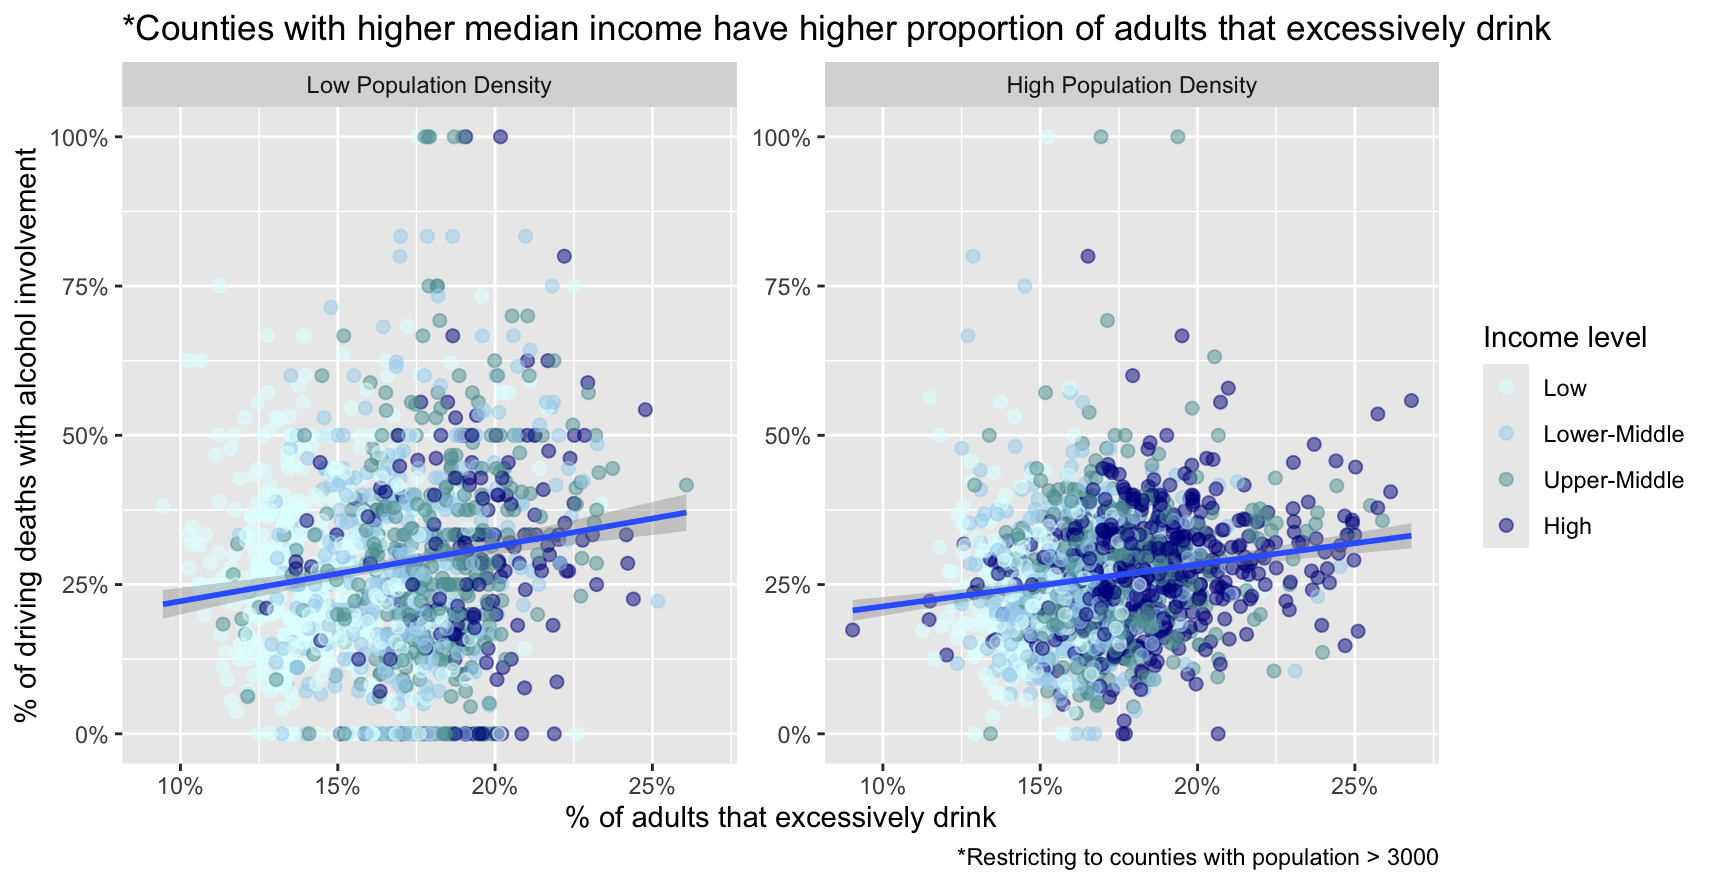 *Counties with higher median income have higher proportion of adults that excessively drink
Low Population Density
High Population Density
% of driving deaths with alcohol involvement
100%
75%
50%
25%
0%
100%
75%
50%
25%
0%
10% 15% 20% 25%
10% 15% 20% 25%
% of adults that excessively drink
Income level
Low
Lower-Middle
Upper-Middle
High
*Restricting to counties with population > 3000